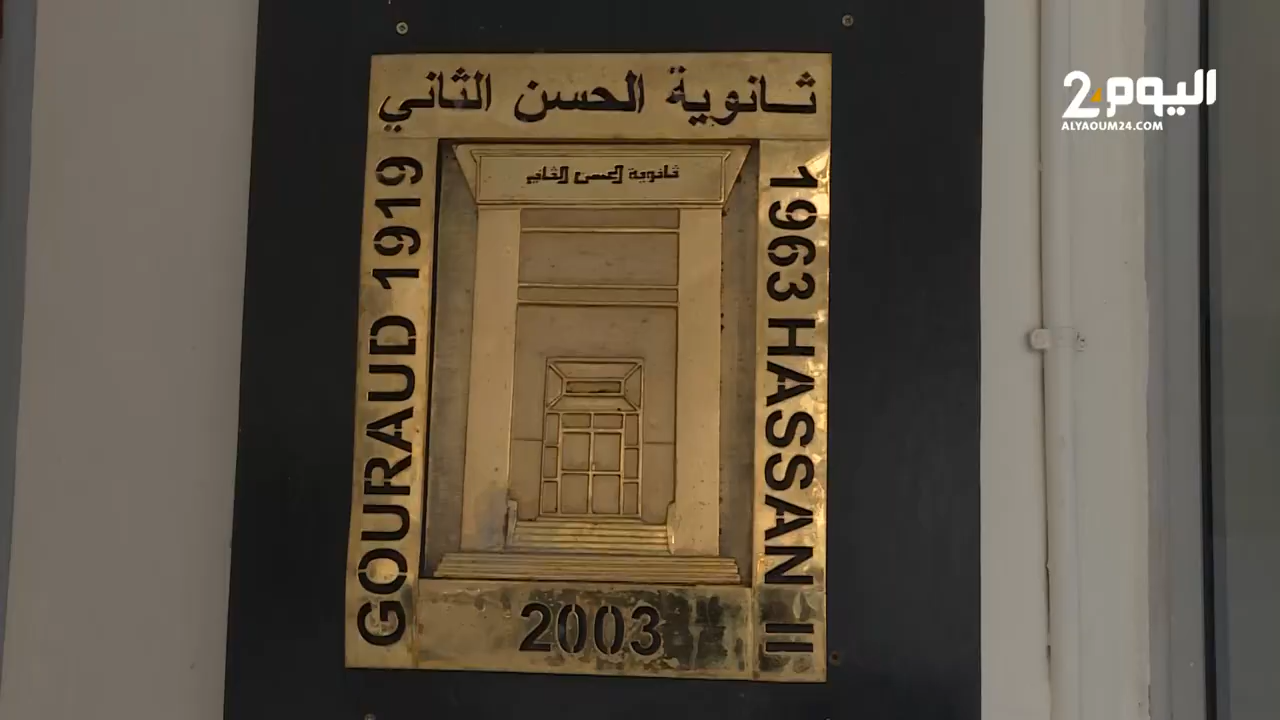 ثانوية الحسن الثاني
ثانوية الحسن الثاني
GOURAUD 1919
1963 HASSAN II
2003
اليوم24
ALYAOUM24.COM